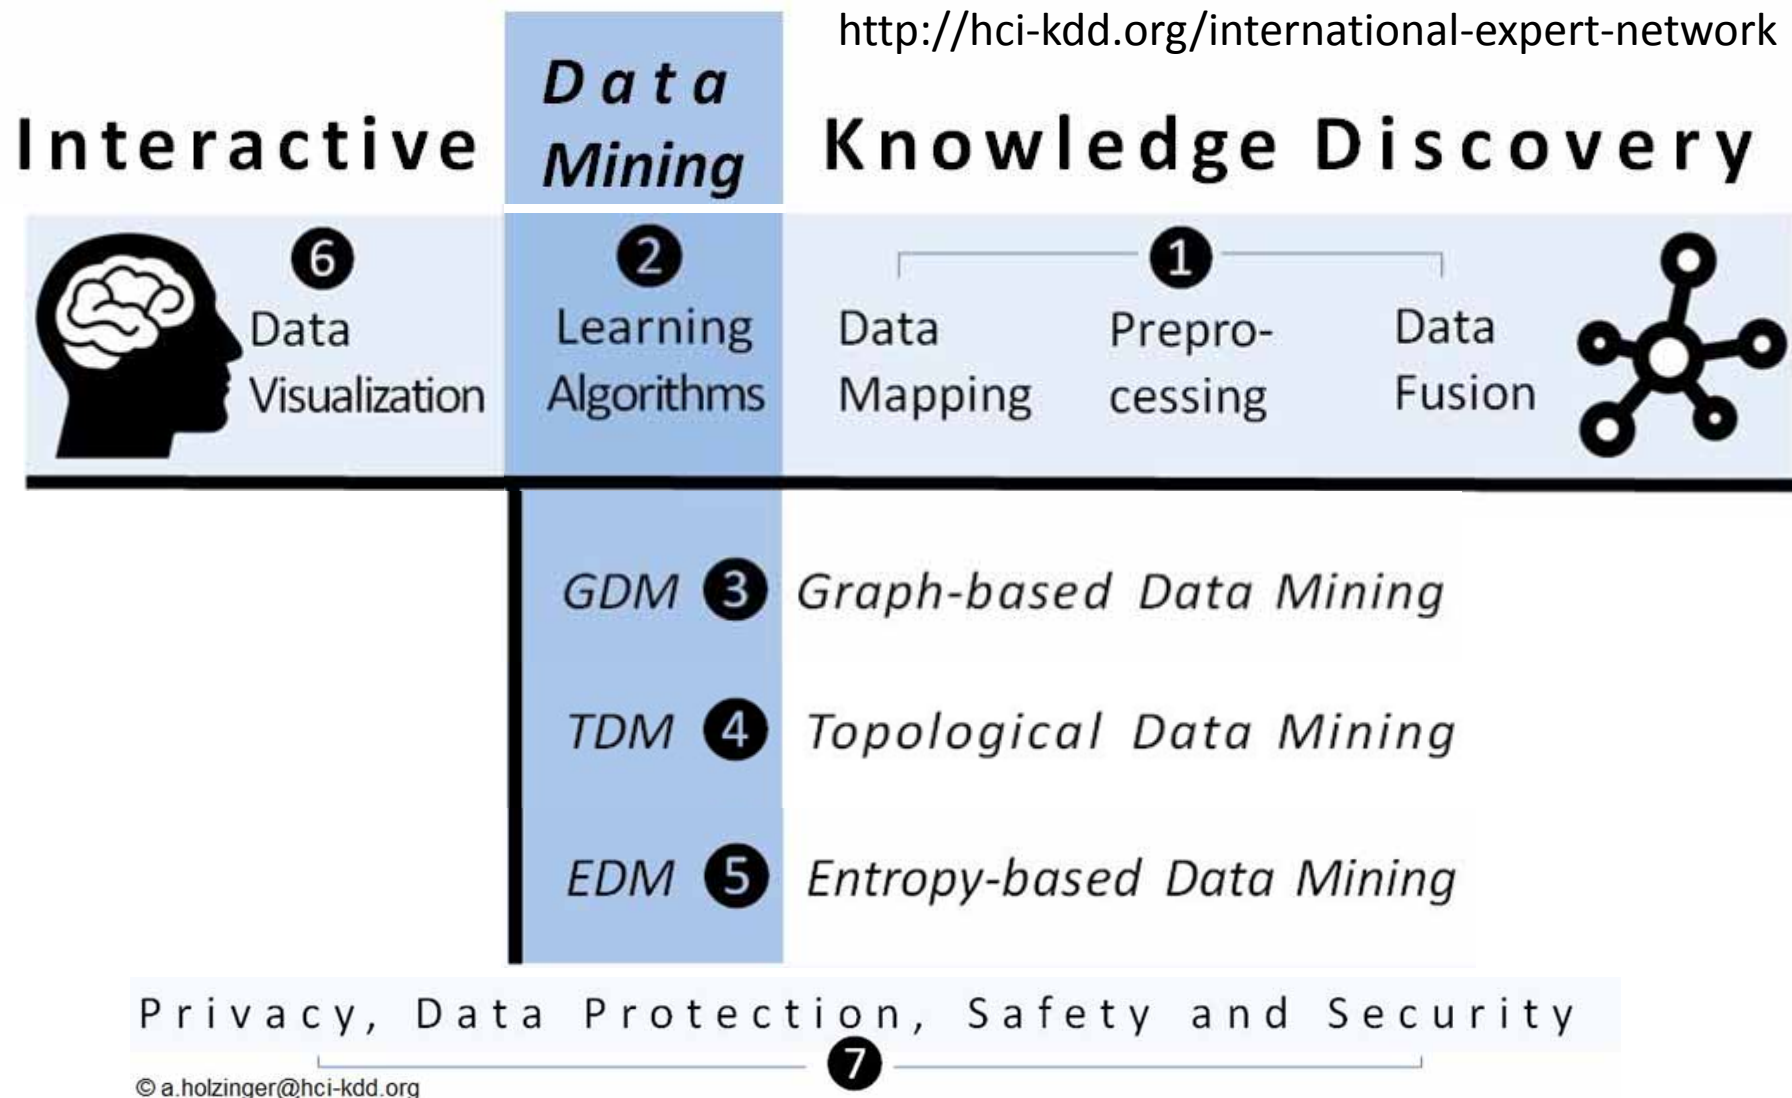 http://hci-kdd.org/international-expert-network
Interactive
Data
Mining
Knowledge Discovery
6
Data
Visualization
2
Learning
Algorithms
1
Data
Mapping
Prepro-
cessing
Data
Fusion
GDM 3 Graph-based Data Mining
TDM 4 Topological Data Mining
EDM 5 Entropy-based Data Mining
Privacy, Data Protection, Safety and Security
7
© a.holzinger@hci-kdd.org